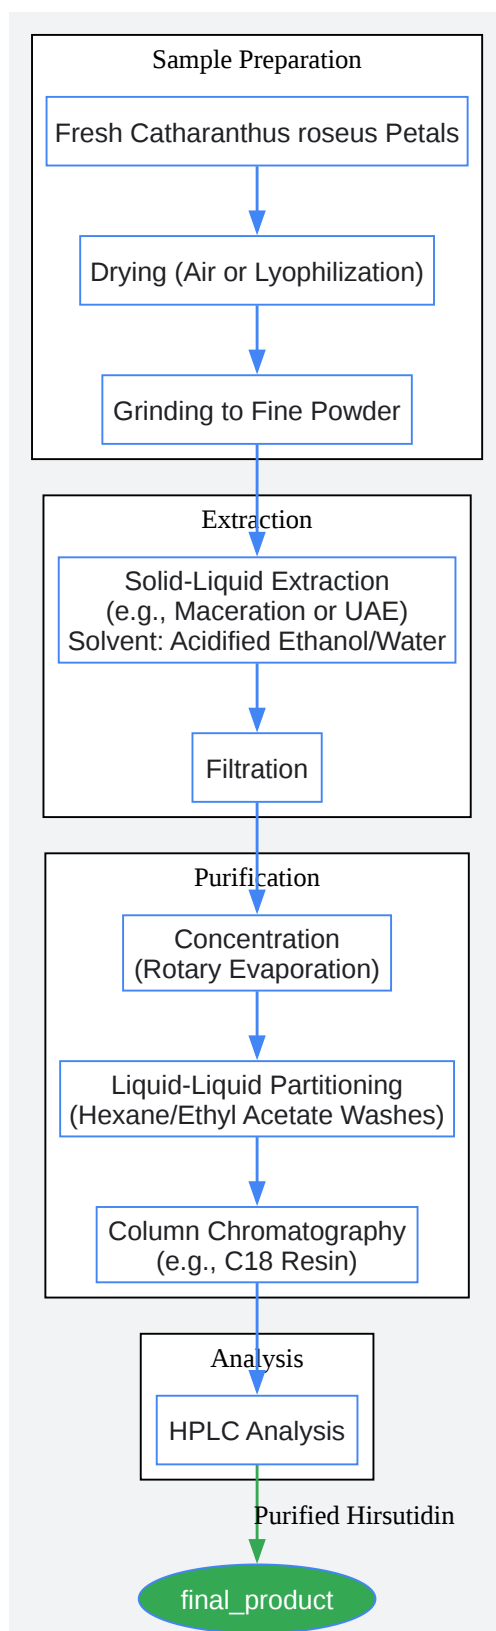 Sample Preparation
Fresh Catharanthus roseus Petals
Drying (Air or Lyophilization)
Grinding to Fine Powder
Extraction
Solid-Liquid Extraction
(e.g., Maceration or UAE)
Solvent: Acidified Ethanol/Water
Filtration
Purification
Concentration
(Rotary Evaporation)
Liquid-Liquid Partitioning
(Hexane/Ethyl Acetate Washes)
Column Chromatography
(e.g., C18 Resin)
Analysis
HPLC Analysis
Purified Hirsutidin
final_product